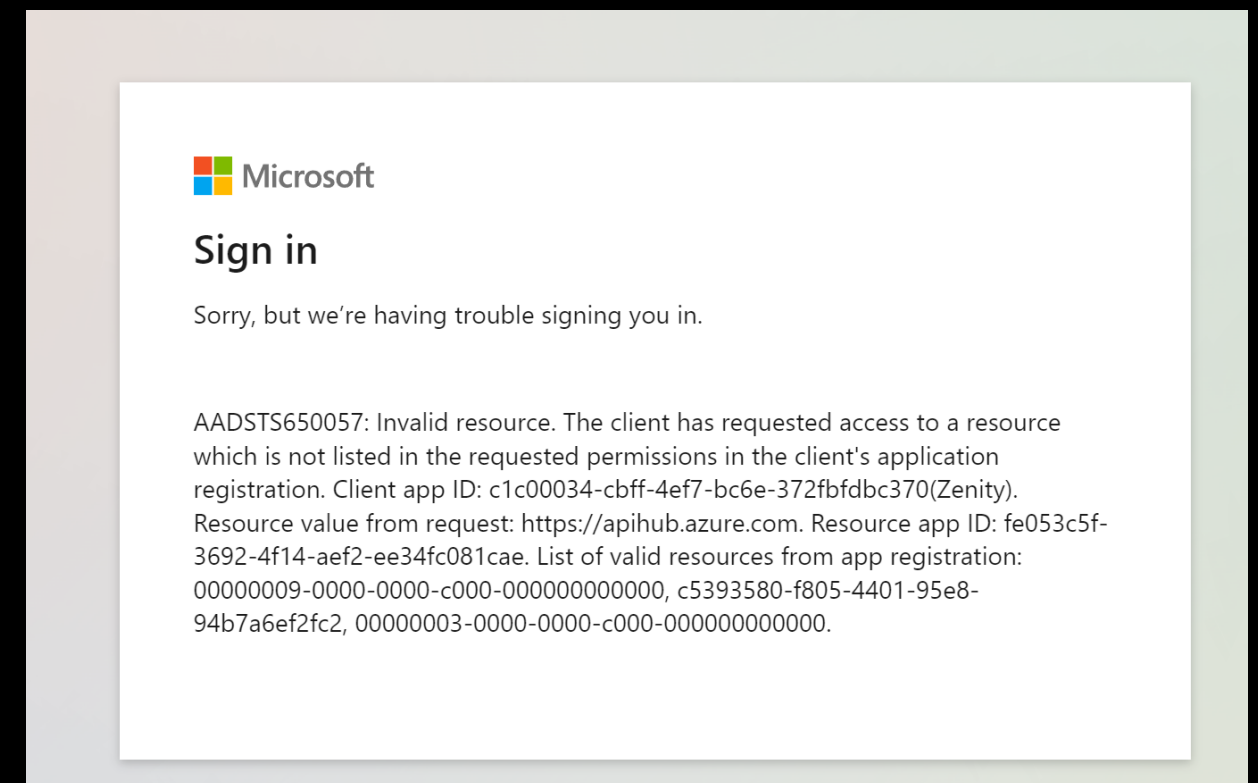 Microsoft
Sign in
Sorry, but we’re having trouble signing you in.
AADSTS650057: Invalid resource. The client has requested access to a resource
which is not listed in the requested permissions in the client's application
registration. Client app ID: c1c00034-cbff-4ef7-bc6e-372fbfdbc370(Zenity).
Resource value from request: https://apihub.azure.com. Resource app ID: fe053c5f-
3692-4f14-aef2-ee34fc081cae. List of valid resources from app registration:
00000009-0000-0000-c000-000000000000, c5393580-f805-4401-95e8-
94b7a6ef2fc2, 00000003-0000-0000-c000-000000000000.